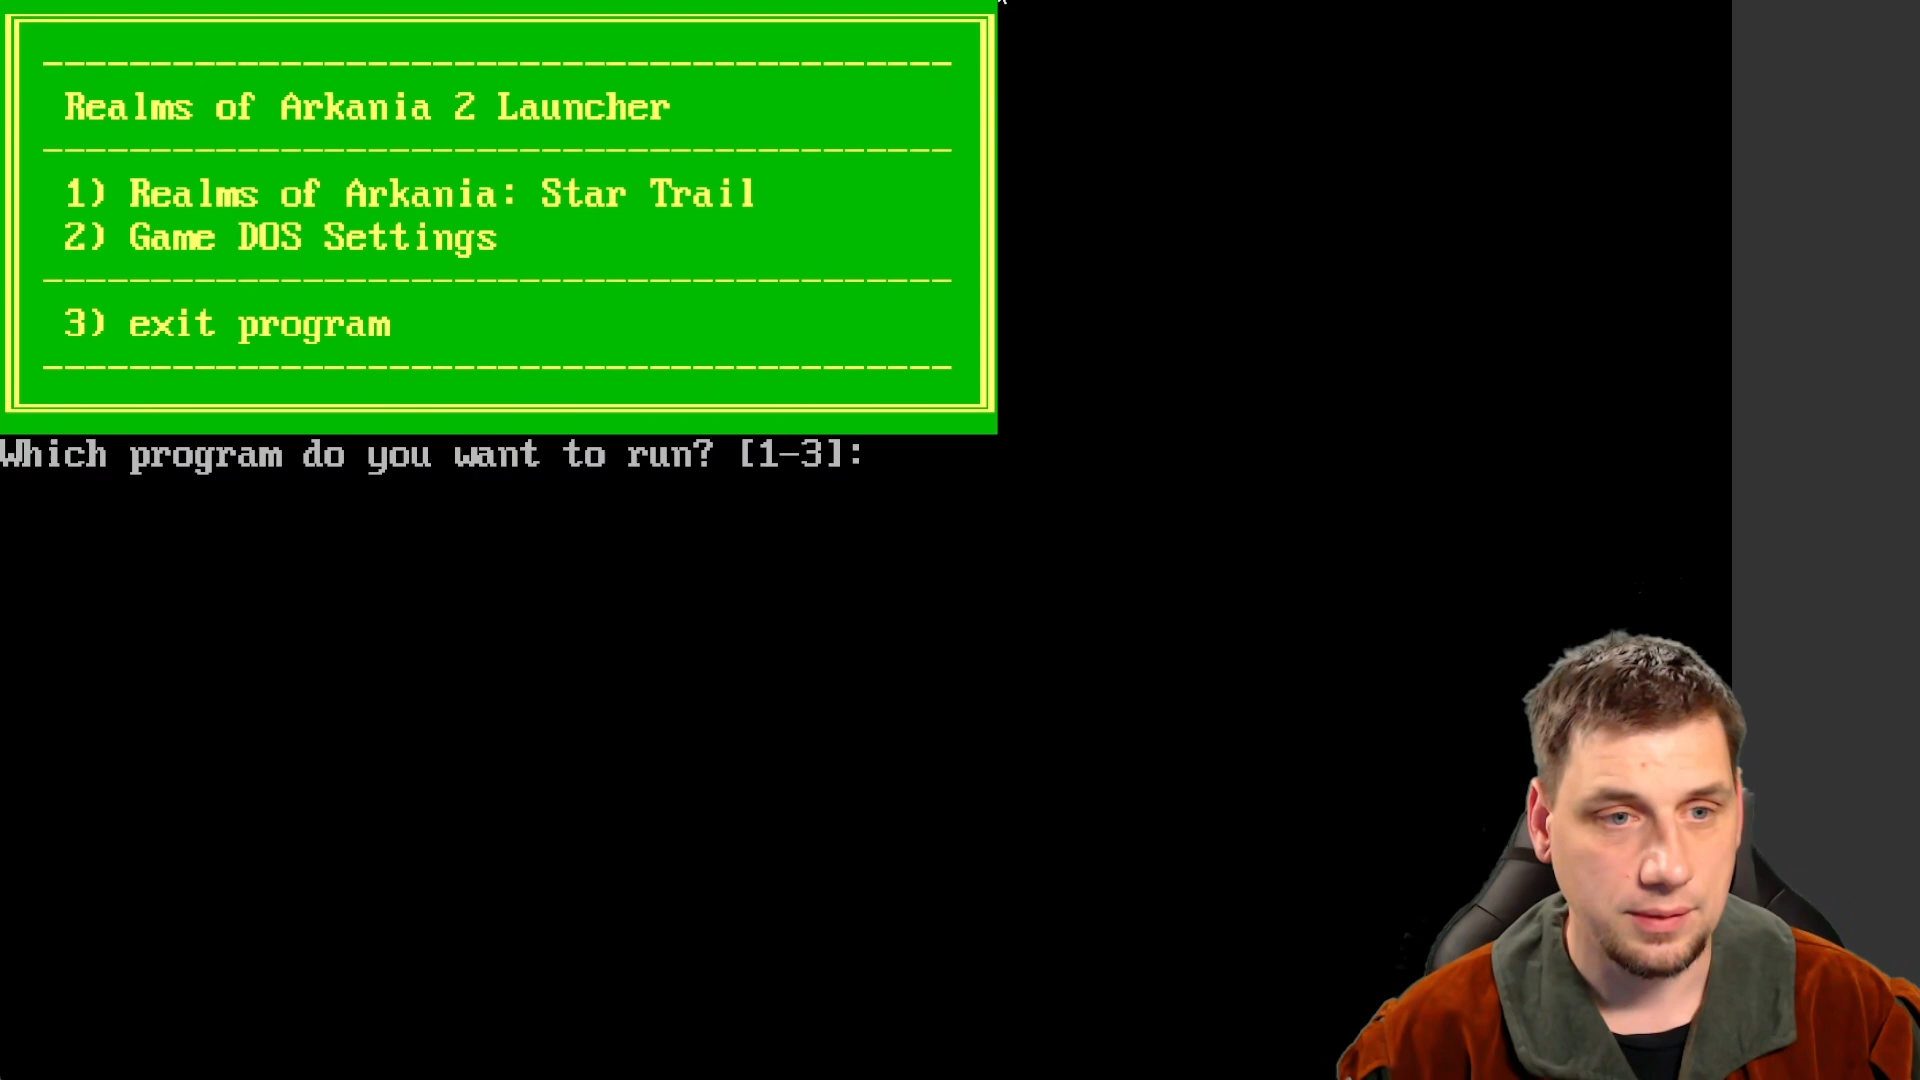 Realms of Arkania 2 Launcher
1) Realms of Arkania: Star Trail
2) Game DOS Settings
3) exit program
Which program do you want to run? [1-3]: